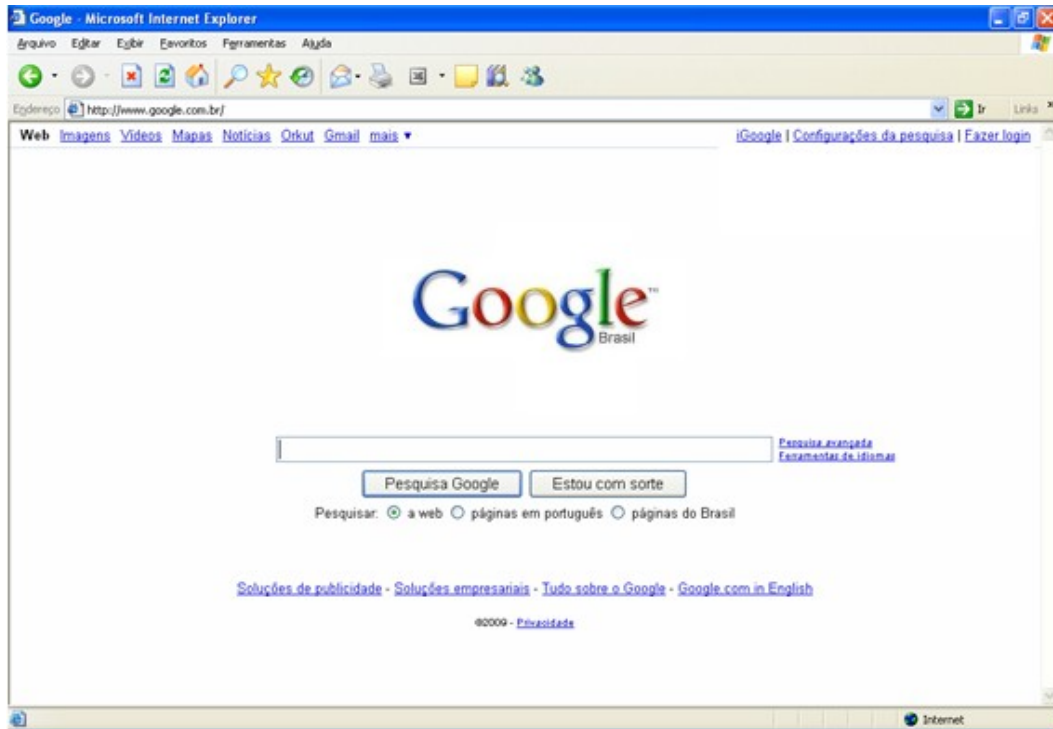 Google - Microsoft Internet Explorer
Arquivo Editar Exibir Favoritos Ferramentas Ajuda
Endereço http://www.google.com.br/ Ir Links »
Web Imagens Vídeos Mapas Notícias Orkut Gmail mais ▼ iGoogle | Configurações da pesquisa | Fazer login
Google™
Brasil
Pesquisa avançada
Ferramentas de idiomas
Pesquisa Google Estou com sorte
Pesquisar: a web páginas em português páginas do Brasil
Soluções de publicidade - Soluções empresariais - Tudo sobre o Google - Google.com in English
©2009 - Privacidade
Internet